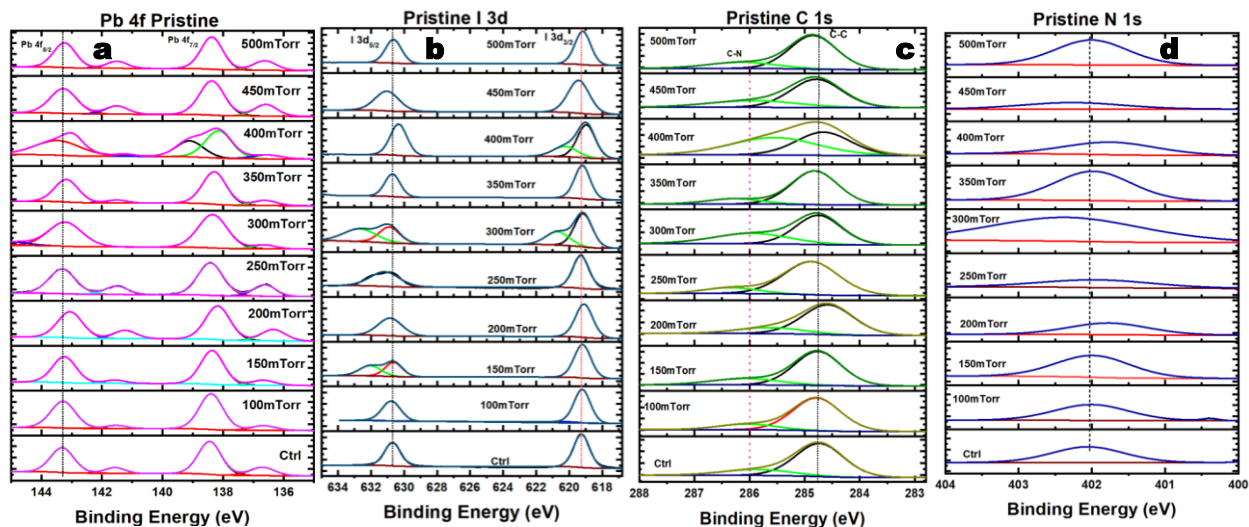 Pb 4f Pristine
Pb 4f5/2
a
Pb 4f7/2
500mTorr
450mTorr
400mTorr
350mTorr
300mTorr
250mTorr
200mTorr
150mTorr
100mTorr
Ctrl
144 142 140 138 136
Binding Energy (eV)
Pristine I 3d
I 3d5/2
b
I 3d3/2
500mTorr
450mTorr
400mTorr
350mTorr
300mTorr
250mTorr
200mTorr
150mTorr
100mTorr
Ctrl
634 632 630 628 626 624 622 620 618
Binding Energy (eV)
Pristine C 1s
500mTorr
C-N
C-C
c
450mTorr
400mTorr
350mTorr
300mTorr
250mTorr
200mTorr
150mTorr
100mTorr
Ctrl
288 287 286 285 284 283
Binding Energy (eV)
Pristine N 1s
500mTorr
d
450mTorr
400mTorr
350mTorr
300mTorr
250mTorr
200mTorr
150mTorr
100mTorr
Ctrl
404 403 402 401 400
Binding Energy (eV)